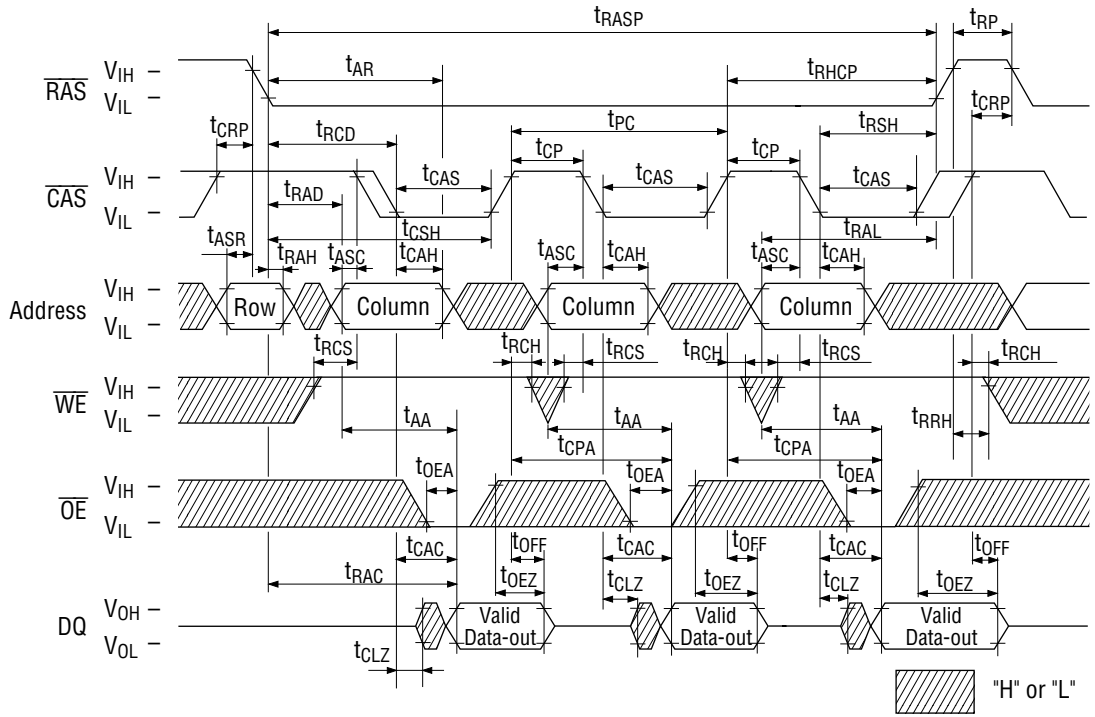 tRASP tRP
tAR tRHCP
RAS VIH
VIL
tCRP tRCD tPC tRSH tCRP
CAS VIH
VIL
tRAD tCAS tCP tCAS tCP tCAS
tCSH tRAL
tASR tRAH tASC tCAH tASC tCAH tASC tCAH
Address VIH
VIL
Row Column Column Column
tRCS tRCH tRCS tRCH tRCS tRCH
WE VIH
VIL
tAA tAA tAA tRRH
tCPA tCPA
tOEA tOEA tOEA
OE VIH
VIL
tCAC tOFF tCAC tOFF tCAC tOFF
tRAC tOEZ tCLZ tOEZ tCLZ tOEZ
DQ VOH
VOL
Valid Data-out Valid Data-out Valid Data-out
tCLZ
"H" or "L"